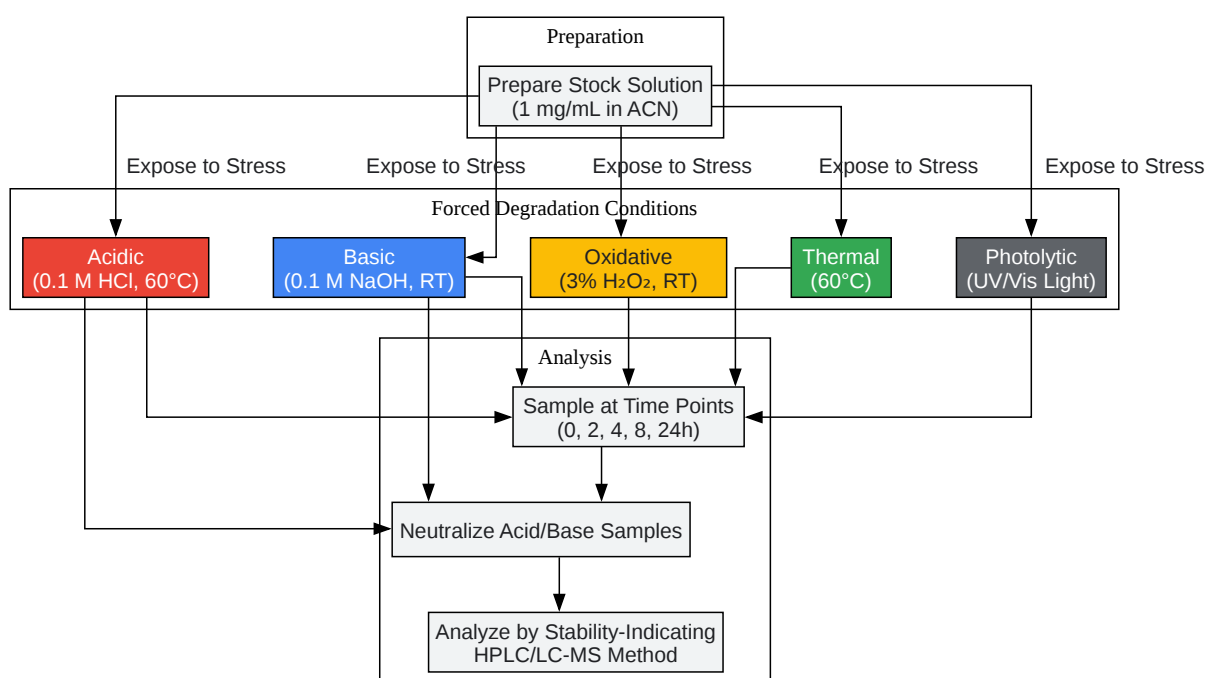 Preparation
Prepare Stock Solution
(1 mg/mL in ACN)
Expose to Stress
Expose to Stress
Expose to Stress
Expose to Stress
Expose to Stress
Forced Degradation Conditions
Acidic
(0.1 M HCl, 60°C)
Basic
(0.1 M NaOH, RT)
Oxidative
(3% H₂O₂, RT)
Thermal
(60°C)
Photolytic
(UV/Vis Light)
Analysis
Sample at Time Points
(0, 2, 4, 8, 24h)
Neutralize Acid/Base Samples
Analyze by Stability-Indicating
HPLC/LC-MS Method